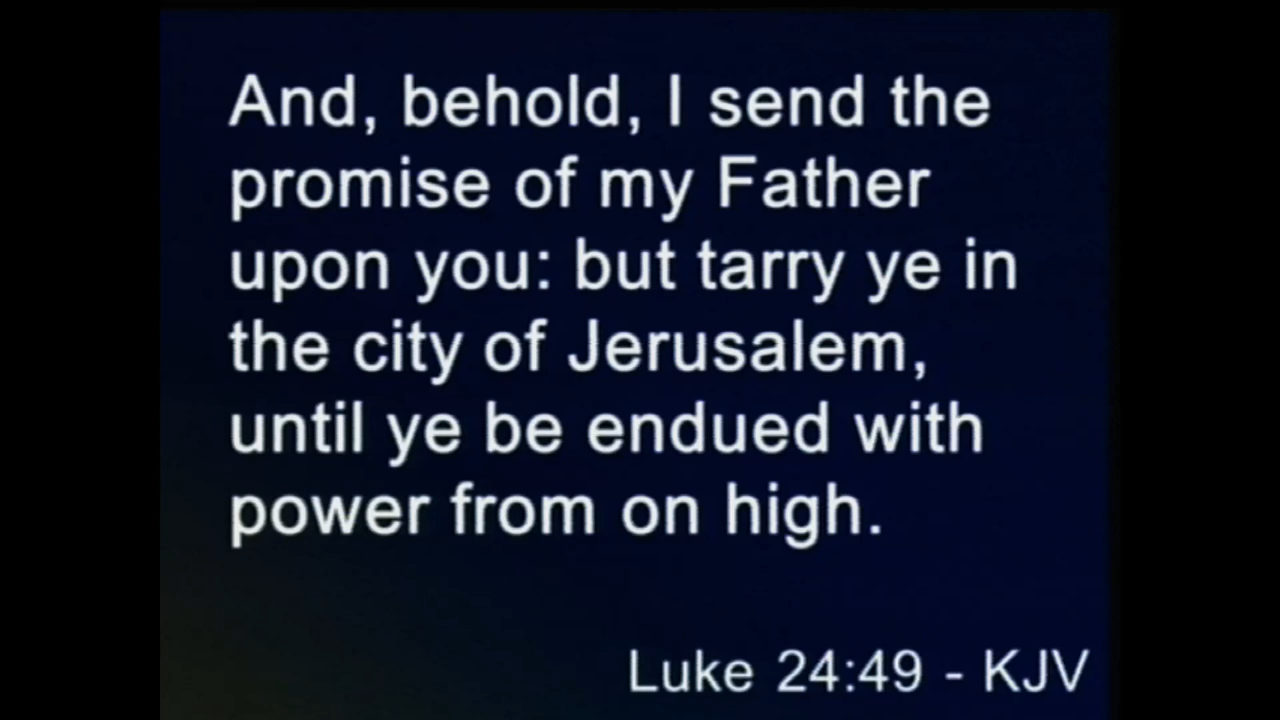 And, behold, I send the
promise of my Father
upon you: but tarry ye in
the city of Jerusalem,
until ye be endued with
power from on high.
Luke 24:49 - KJV